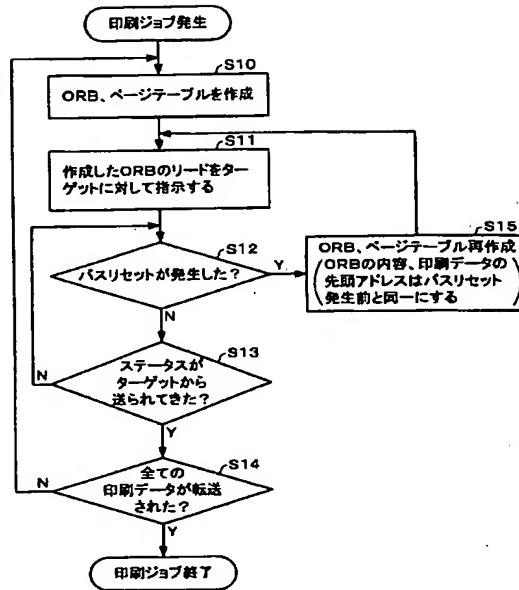 印刷ジョブ発生
S10
ORB、ページテーブルを作成
S11
作成したORBのリードをター
ゲットに対して指示する
S12
バスリセットが発生した?
Y
N
S15
ORB、ページテーブル再作成
(ORBの内容、印刷データの
先頭アドレスはバスリセット
発生前と同一にする)
S13
ステータスが
ターゲットから
送られてきた?
N
Y
S14
全ての
印刷データが転送
された?
N
Y
印刷ジョブ終了